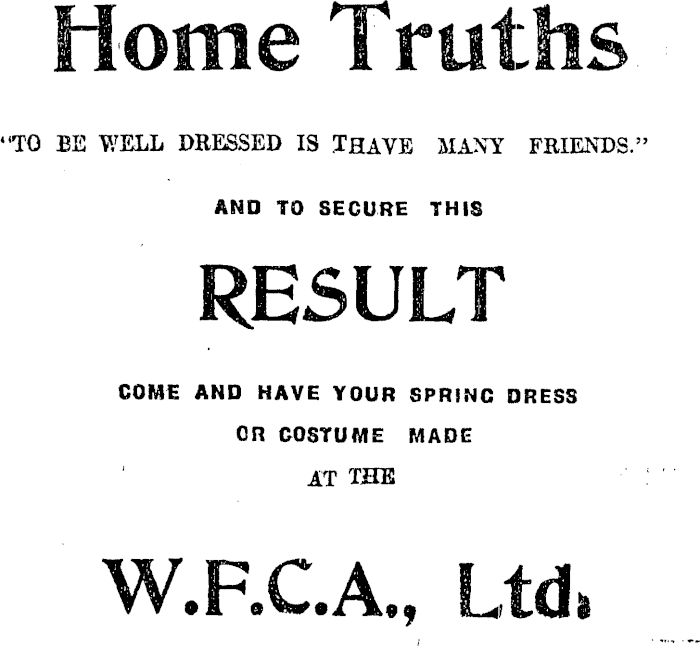 Home Truths
"TO BE WELL DRESSED IS THAVE MANY FRIENDS."
AND TO SECURE THIS
RESULT
COME AND HAVE YOUR SPRING DRESS
OR COSTUME MADE
AT THE
W.F.C.A., Ltd.